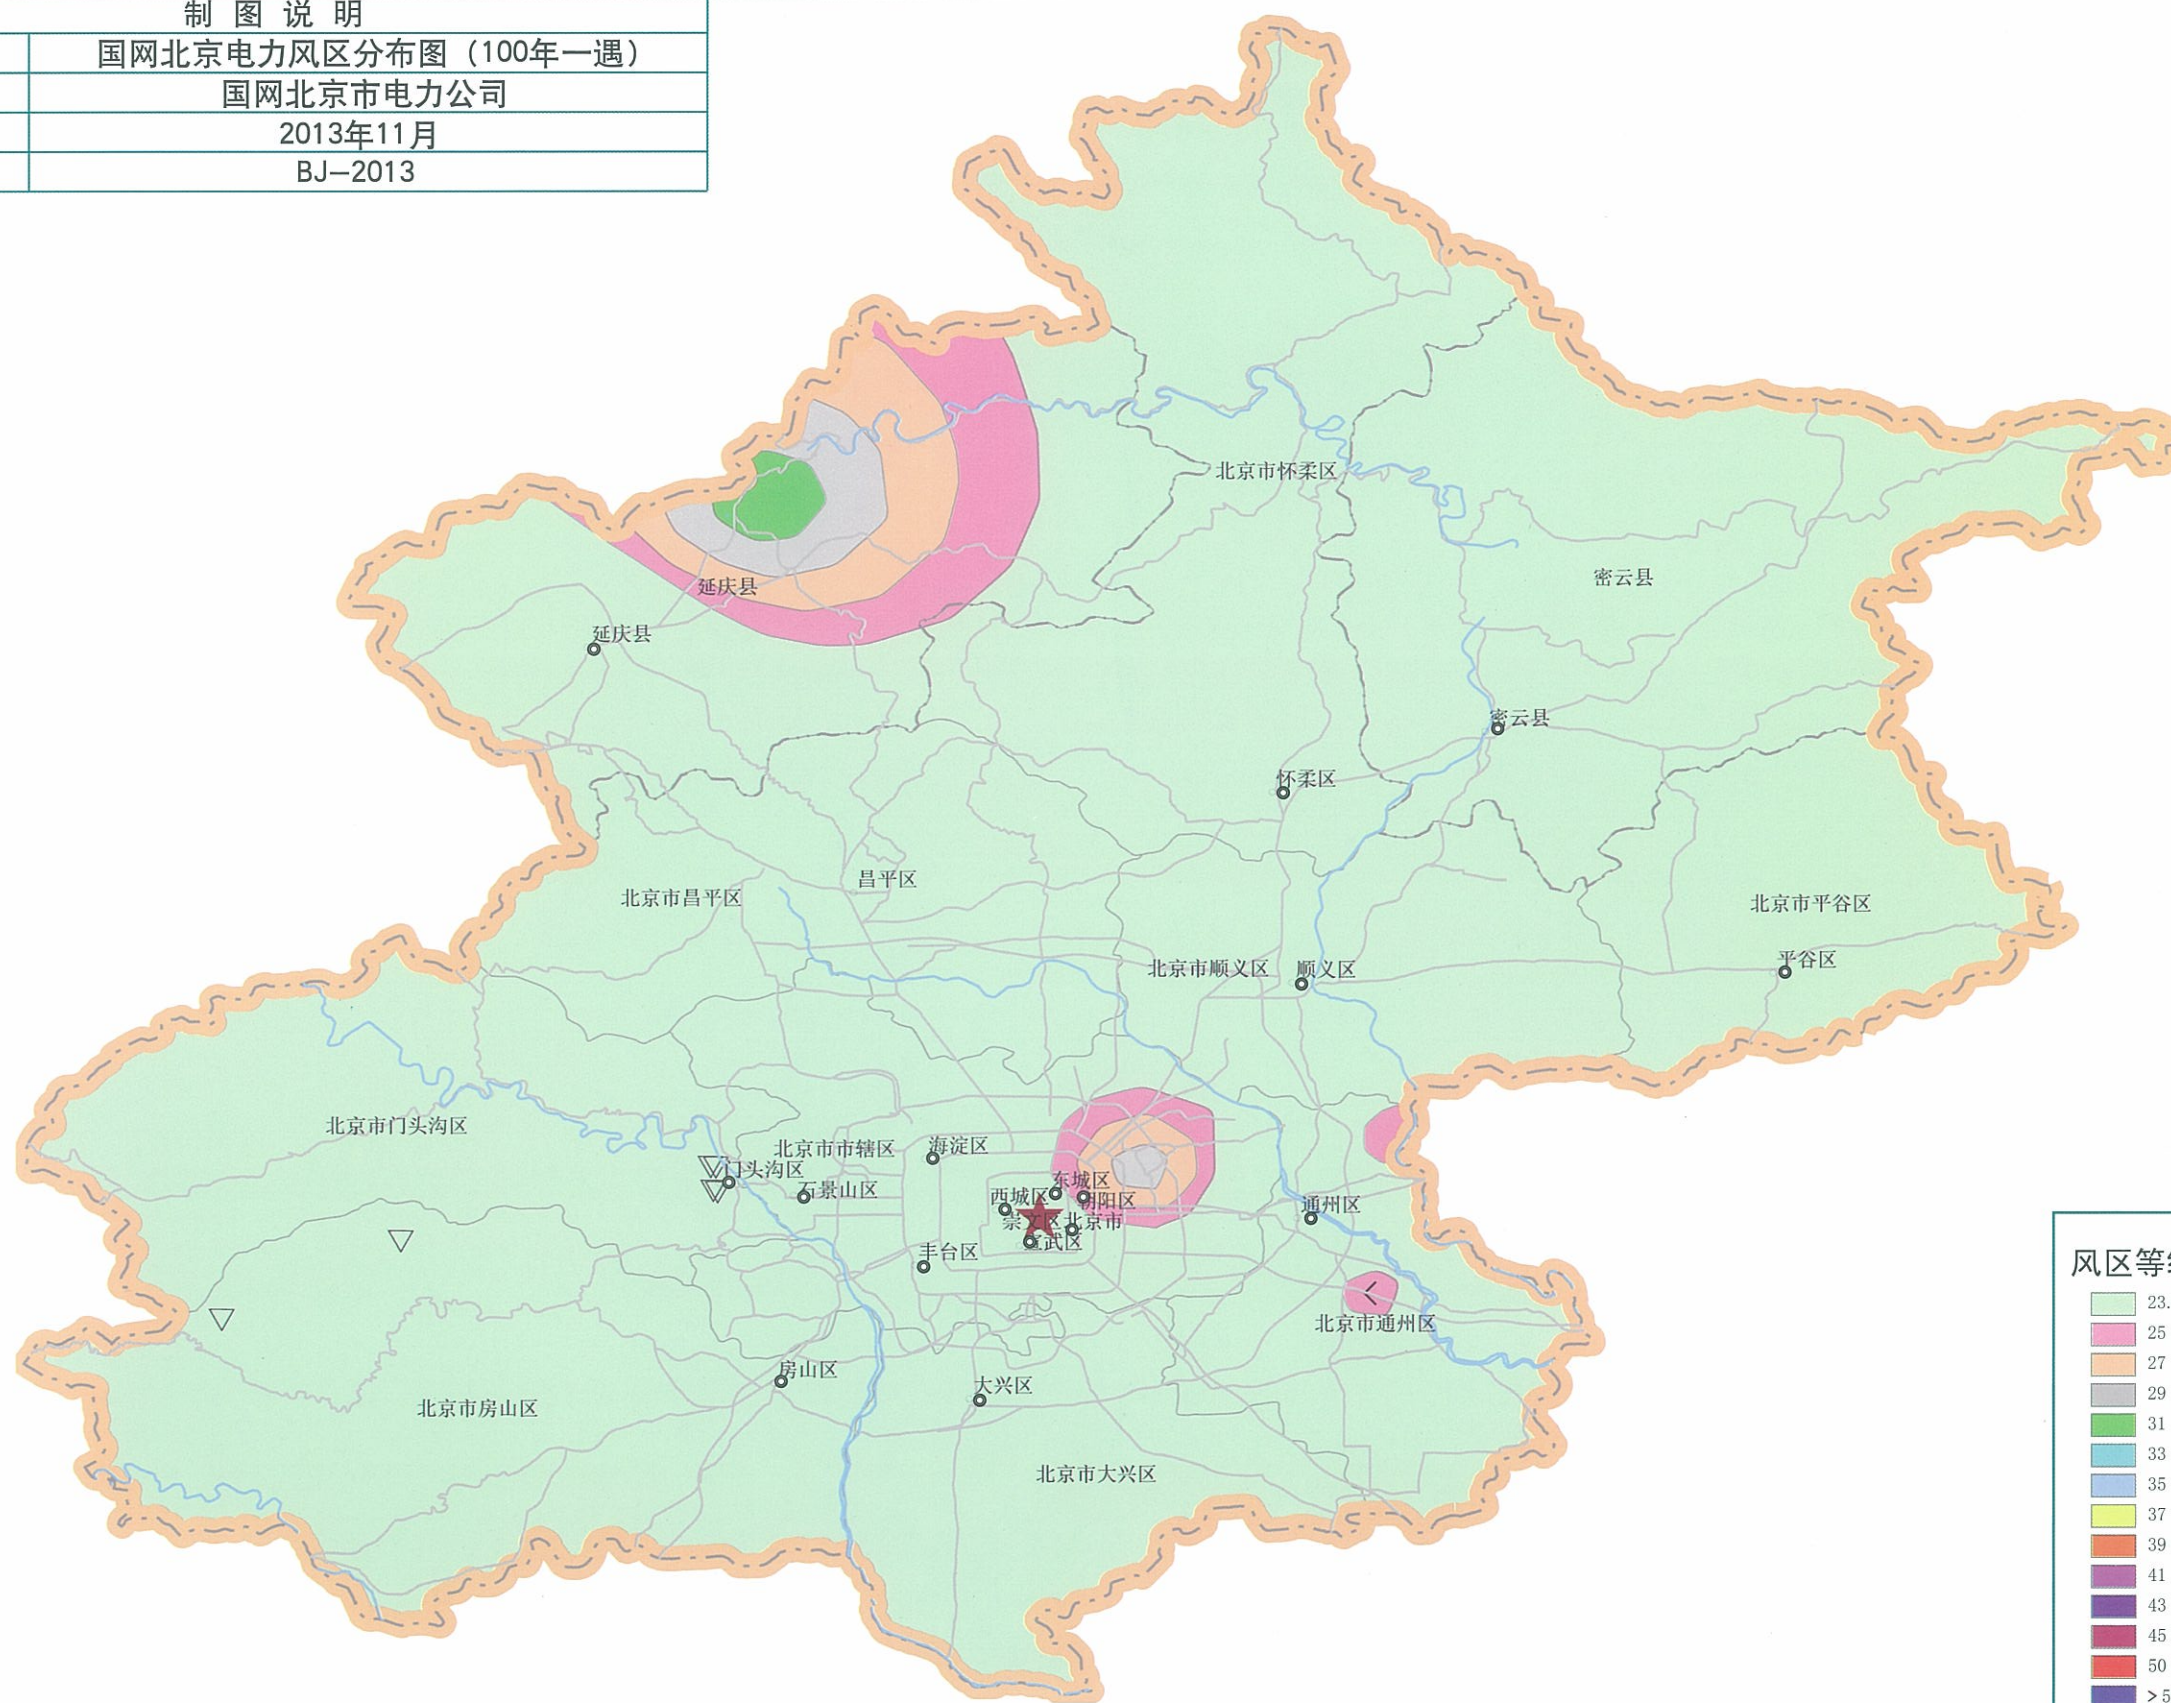 制图说明
国网北京电力风区分布图（100年一遇）
国网北京市电力公司
2013年11月
BJ—2013
北京市怀柔区
密云县
延庆县
延庆县
密云县
怀柔区
昌平区
北京市昌平区
北京市平谷区
平谷区
北京市顺义区
顺义区
北京市门头沟区
北京市市辖区
海淀区
门头沟区
石景山区
东城区
西城区
朝阳区
通州区
崇文区
北京市
宣武区
丰台区
北京市通州区
房山区
大兴区
北京市房山区
北京市大兴区
风区等
23.
25
27
29
31
33
35
37
39
41
43
45
50
>5